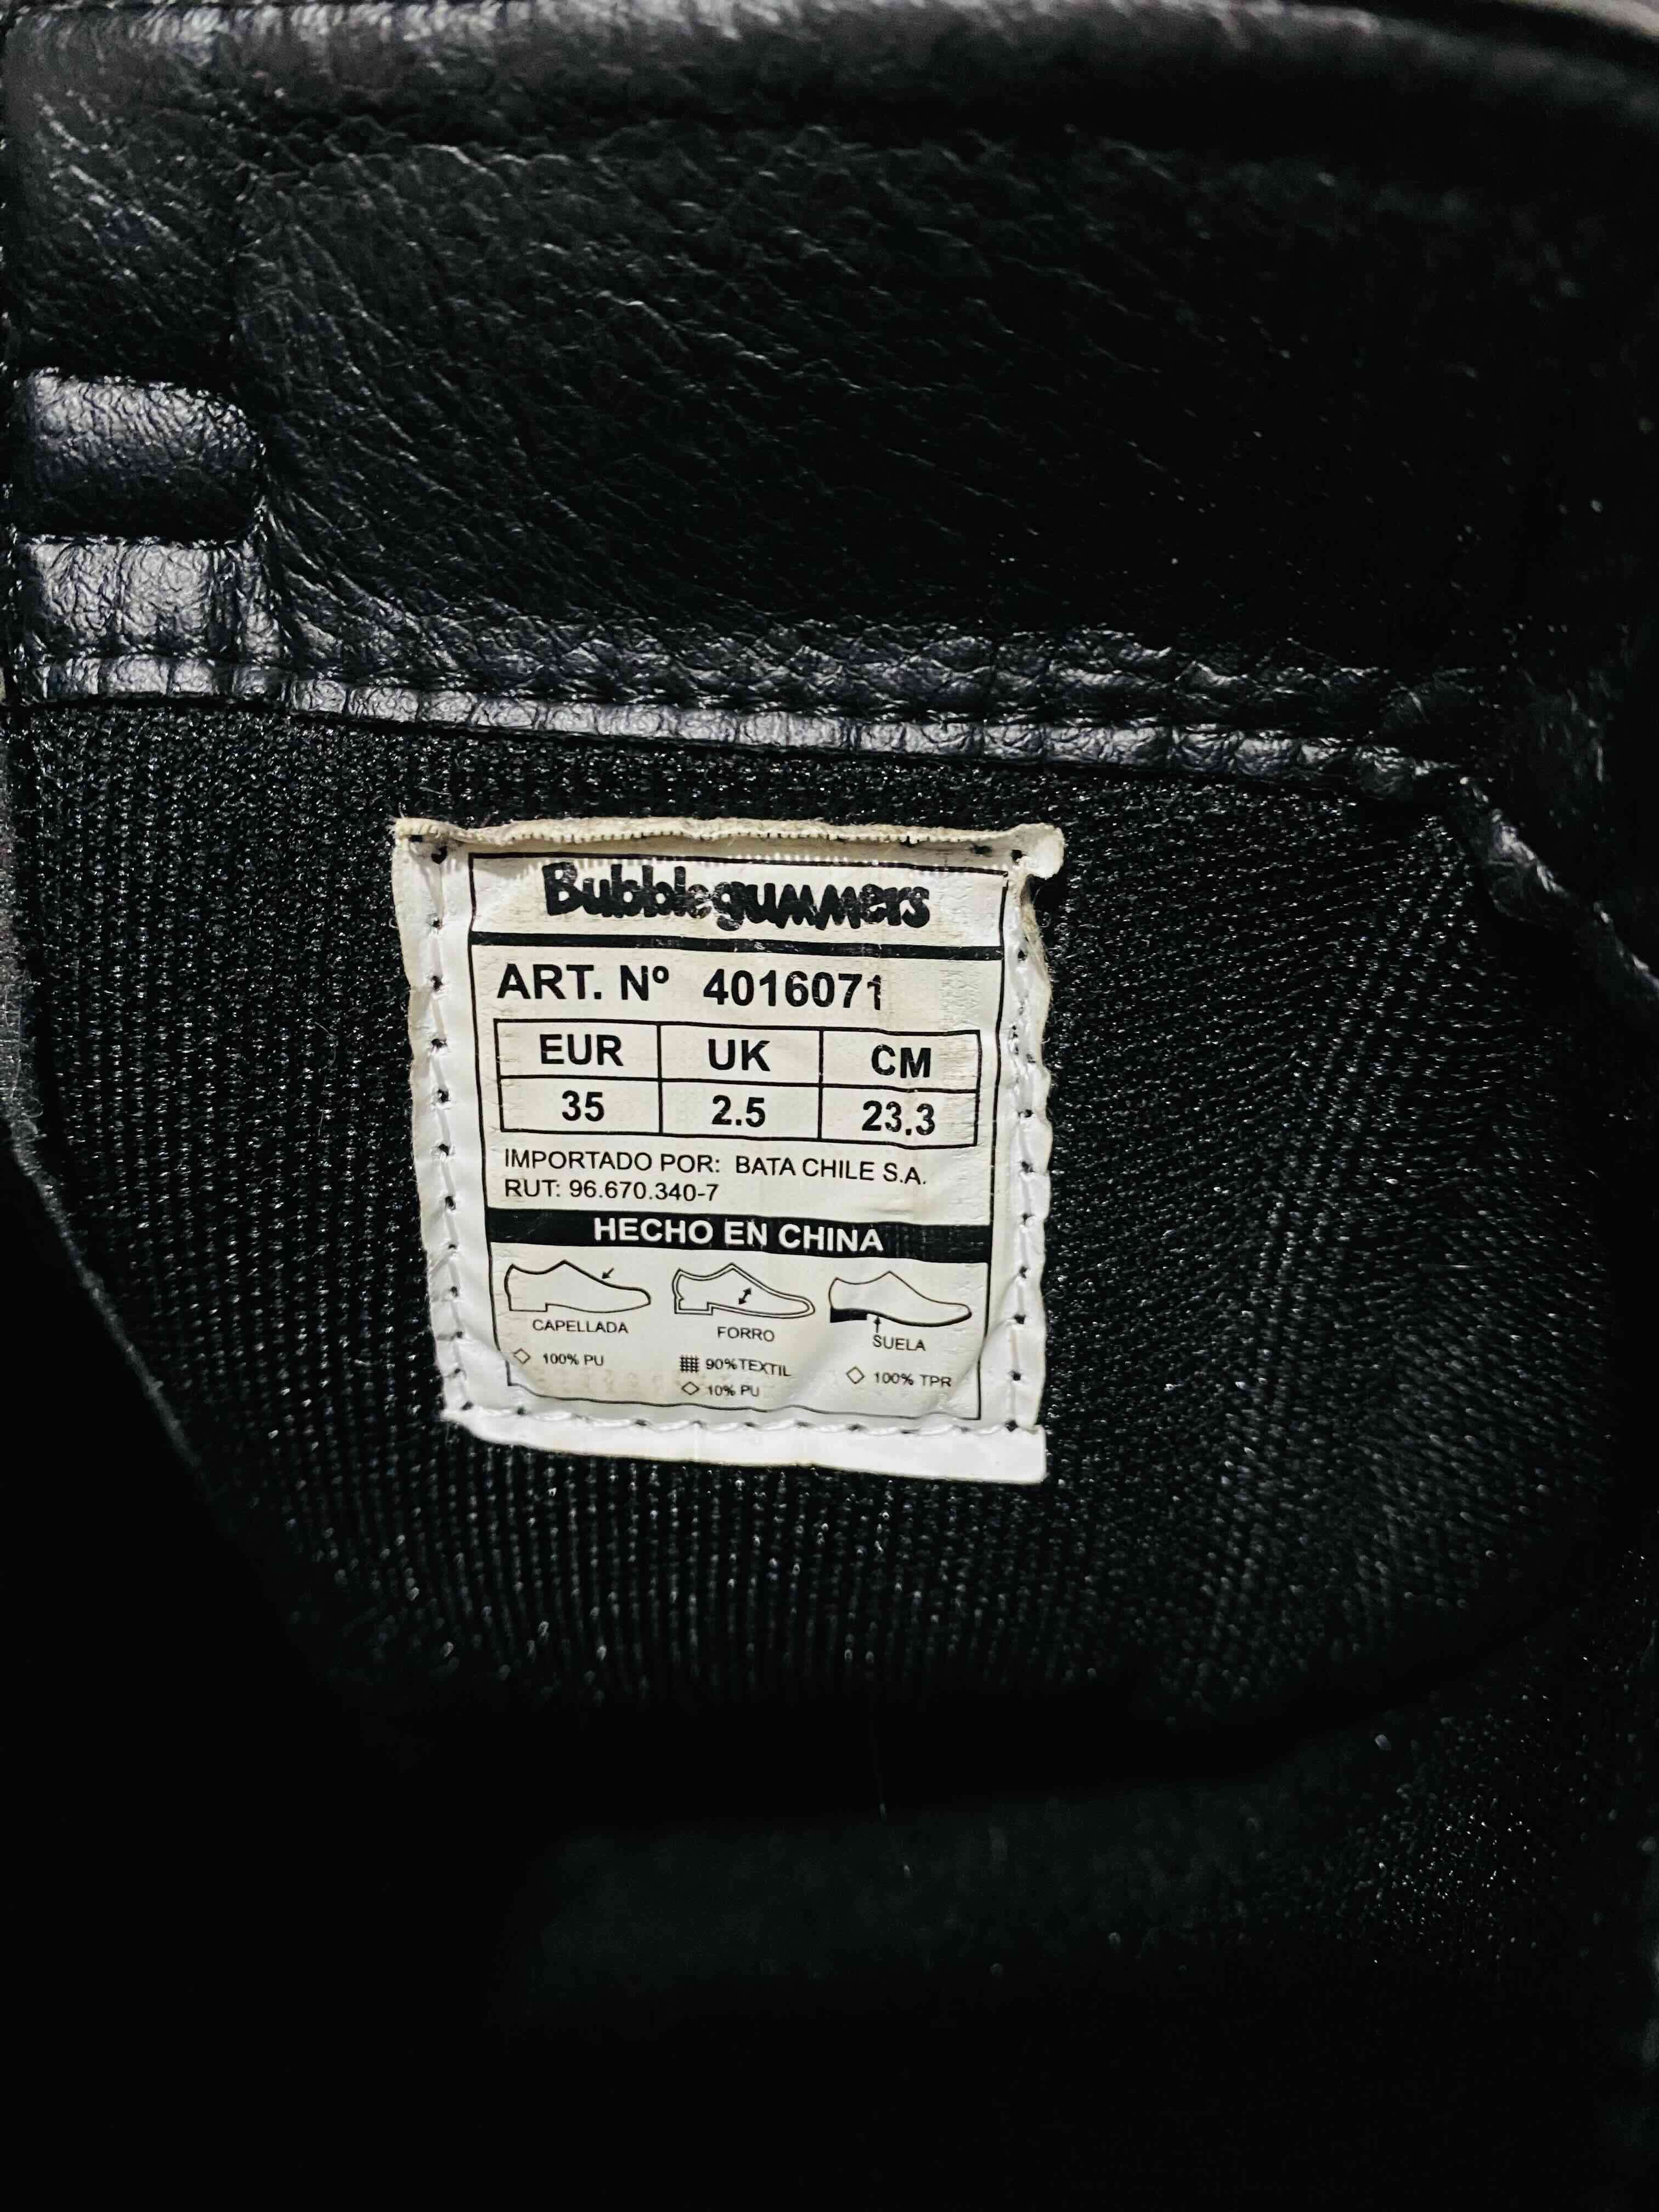 Bubblegummers
ART. Nº 4016071
EUR UK CM
35 2.5 23.3
IMPORTADO POR: BATA CHILE S.A.
RUT: 96.670.340-7
HECHO EN CHINA
CAPELLADA FORRO SUELA
100% PU 90%TEXTIL 100% TPR
10% PU